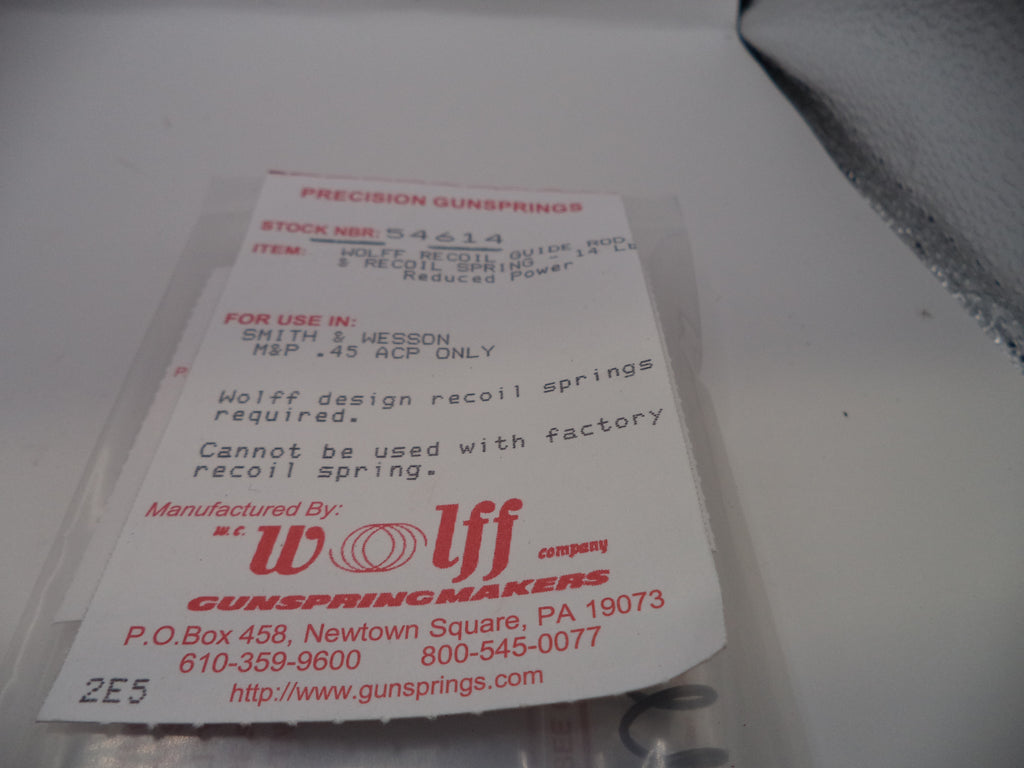 PRECISION GUNSPRINGS
STOCK NBR: 54614
ITEM: WOLFF RECOIL GUIDE ROD
& RECOIL SPRING - 14 Lb
Reduced Power
FOR USE IN:
SMITH & WESSON
M&P .45 ACP ONLY
P
Wolff design recoil springs
required.
Cannot be used with factory
recoil spring.
Manufactured By:
W.C. Wolff company
GUNSPRINGMAKERS
P.O.Box 458, Newtown Square, PA 19073
610-359-9600 800-545-0077
2E5 http://www.gunsprings.com